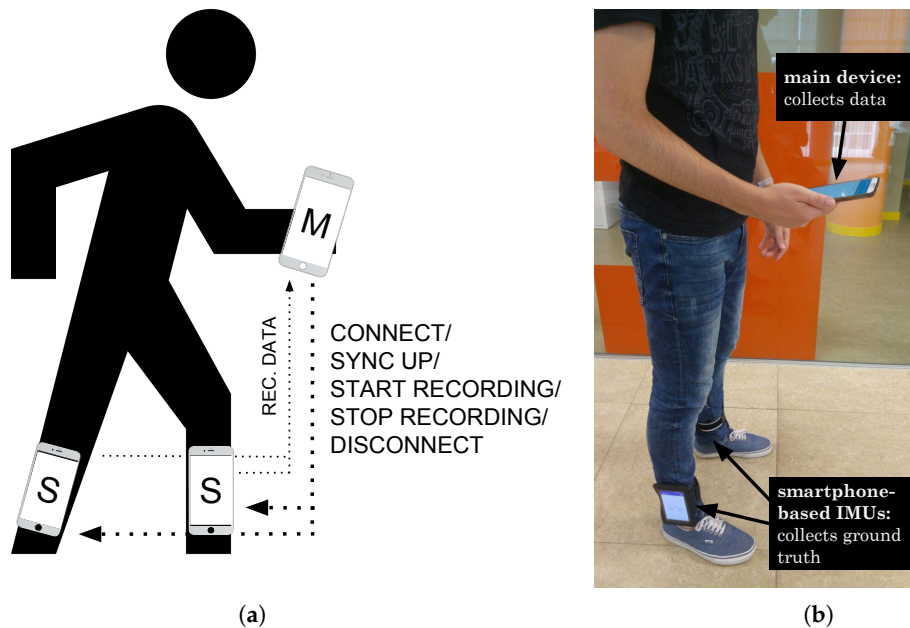 M
REC. DATA
CONNECT/
SYNC UP/
START RECORDING/
STOP RECORDING/
DISCONNECT
S
S
(a)
main device:
collects data
smartphone-
based IMUs:
collects ground
truth
(b)